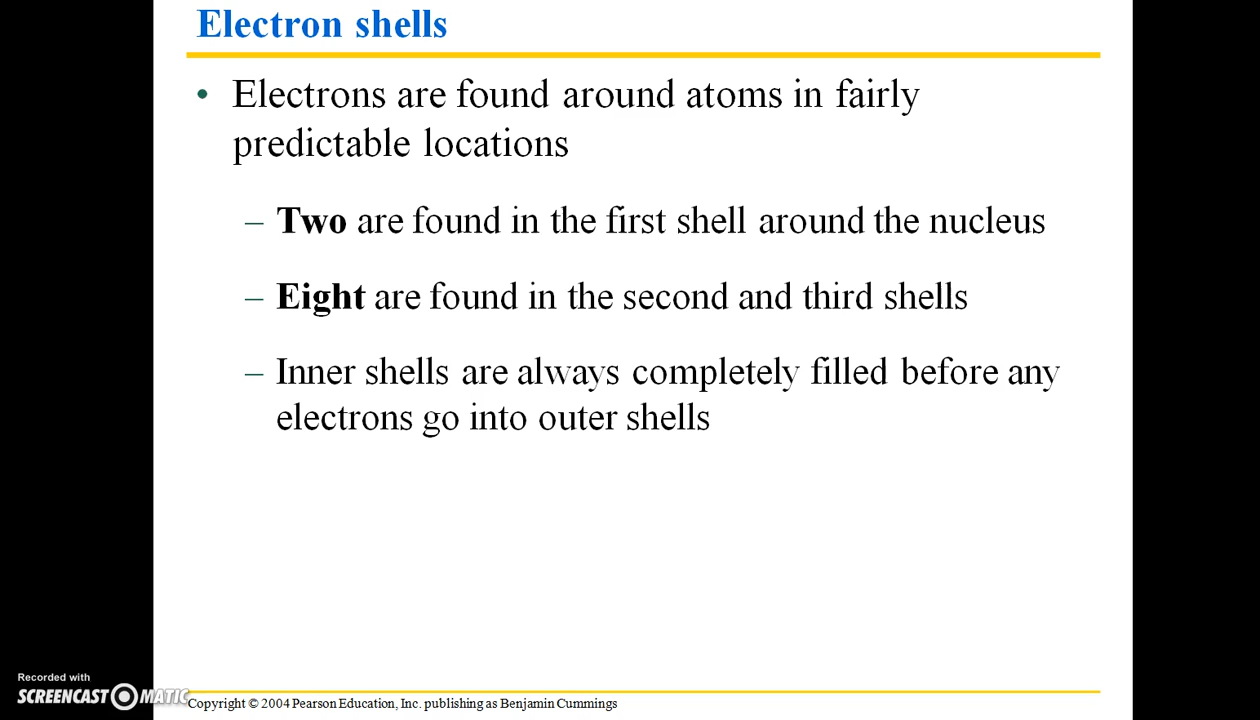 Electron shells
• Electrons are found around atoms in fairly
predictable locations
– Two are found in the first shell around the nucleus
– Eight are found in the second and third shells
– Inner shells are always completely filled before any
electrons go into outer shells
Recorded with
SCREENCAST MATIC
Copyright © 2004 Pearson Education, Inc. publishing as Benjamin Cummings